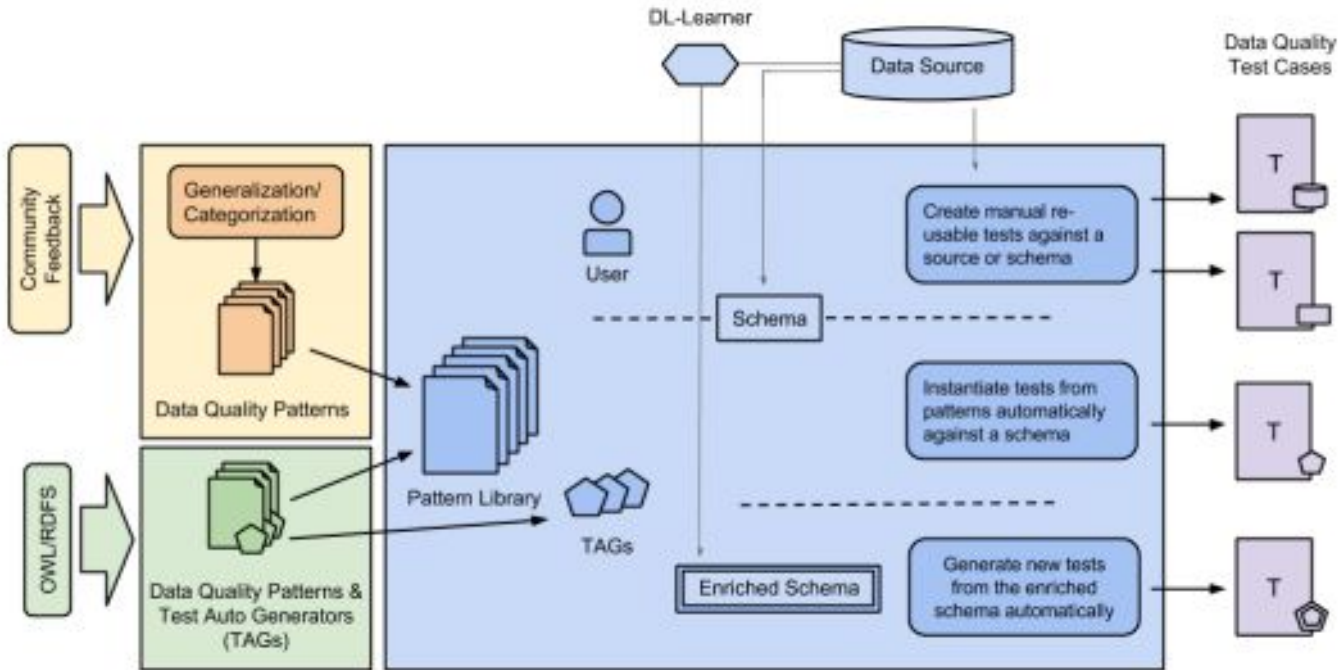 DL-Learner
Data Source
Data Quality
Test Cases
Community
Feedback
Generalization/
Categorization
Data Quality Patterns
OWL/RDFS
Data Quality Patterns &
Test Auto Generators
(TAGs)
Pattern Library
User
Schema
TAGs
Enriched Schema
Create manual re-
usable tests against a
source or schema
Instantiate tests from
patterns automatically
against a schema
Generate new tests
from the enriched
schema automatically
T
T
T
T